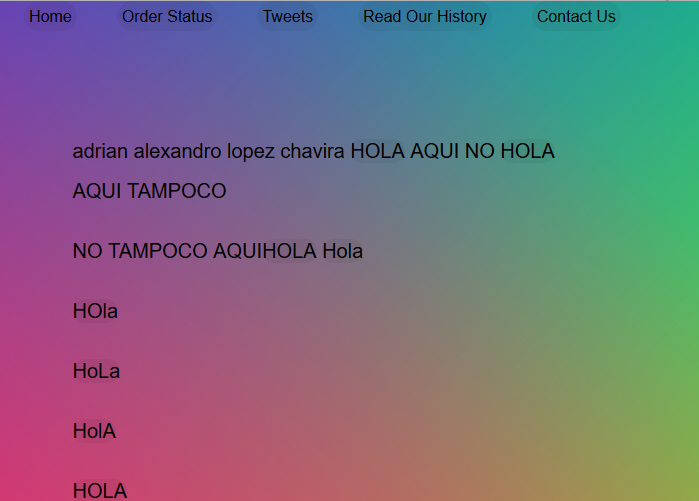 Home Order Status Tweets Read Our History Contact Us
adrian alexandro lopez chavira HOLA AQUI NO HOLA
AQUI TAMPOCO
NO TAMPOCO AQUIHOLA Hola
HOla
HoLa
HolA
HOLA